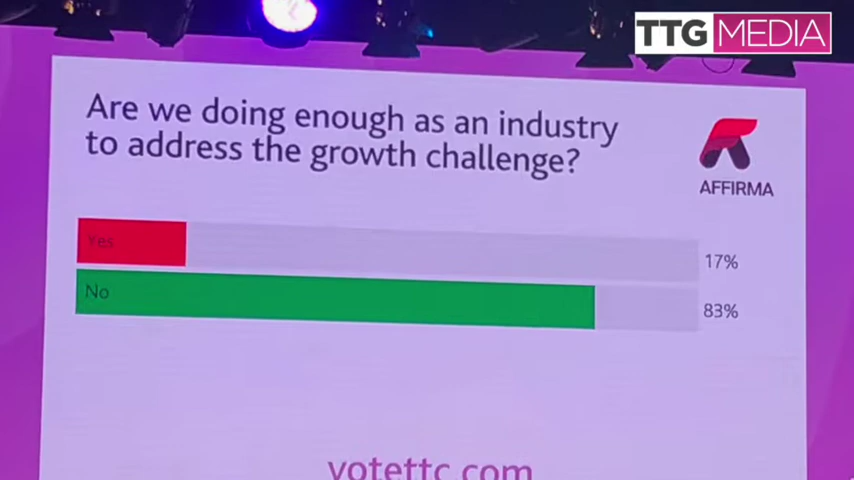 TTG MEDIA
Are we doing enough as an industry
to address the growth challenge?
AFFIRMA
Yes
17%
No
83%
votettc.com